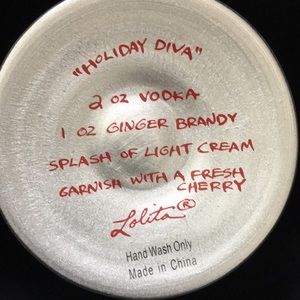 "HOLIDAY DIVA"
2 OZ VODKA
1 OZ GINGER BRANDY
SPLASH OF LIGHT CREAM
GARNISH WITH A FRESH
CHERRY
Lolita®
Hand Wash Only
Made in China